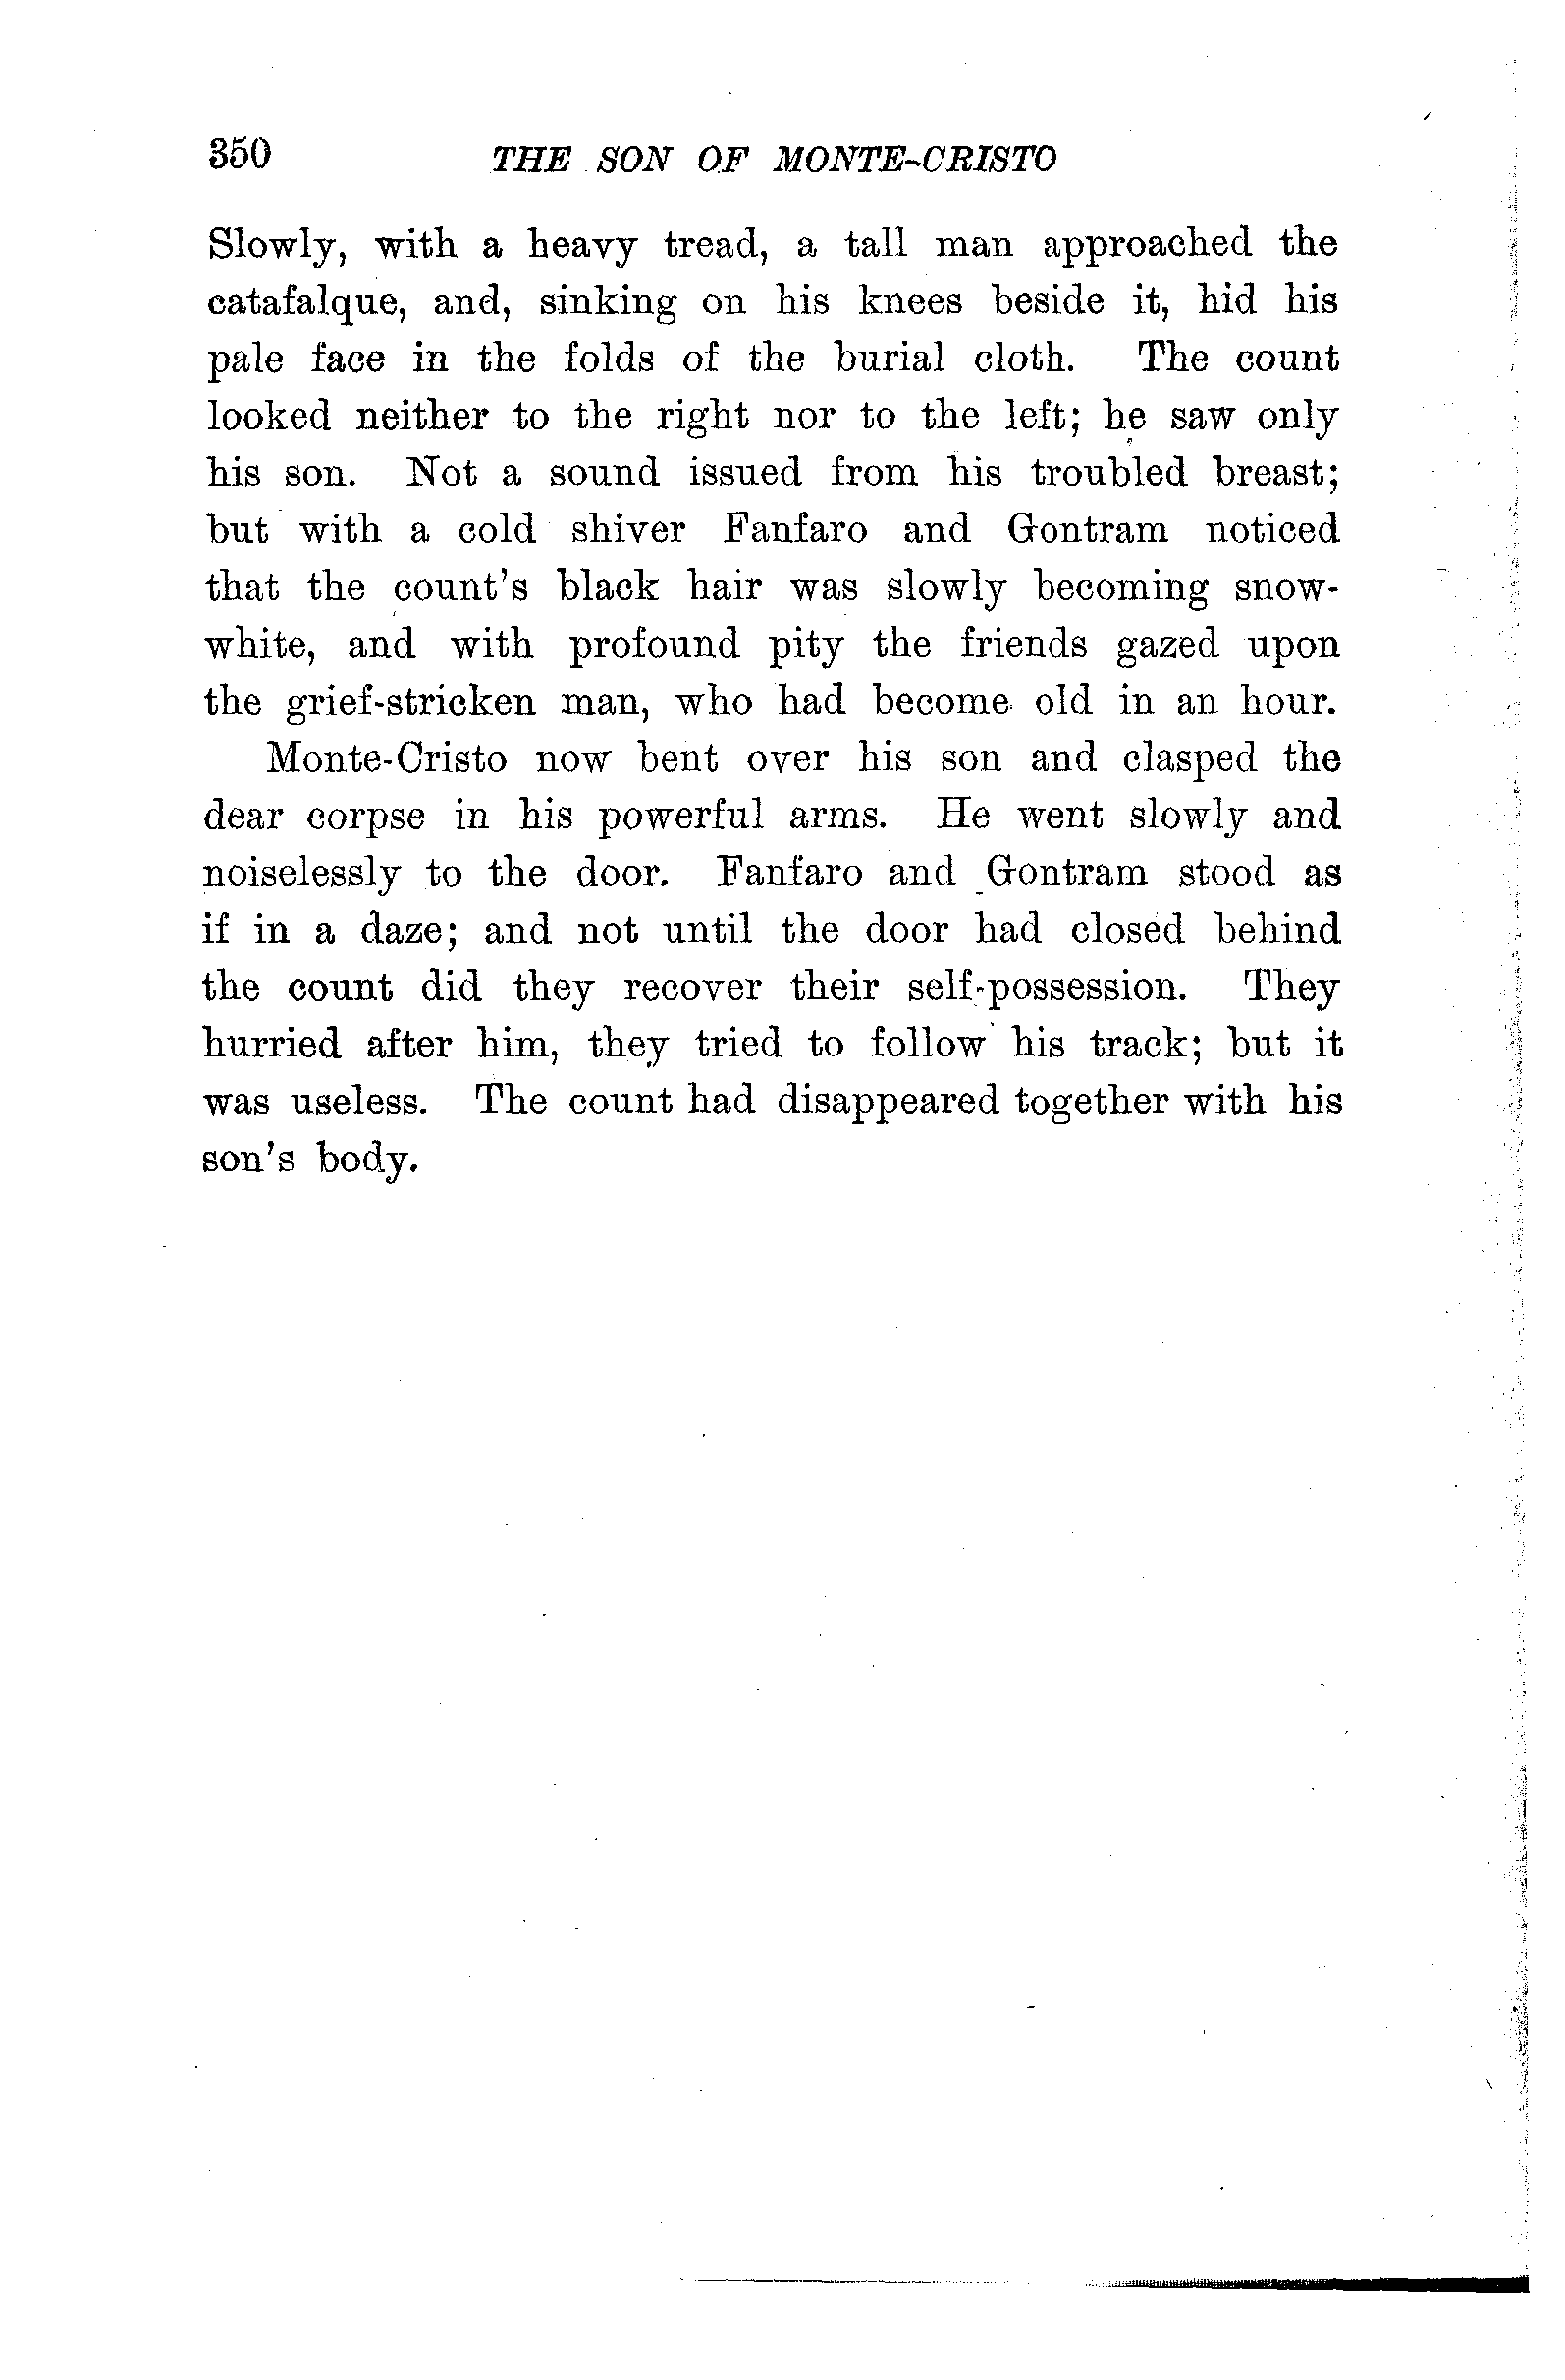 350 THE SON OF MONTE-CRISTO
Slowly, with a heavy tread, a tall man approached the
catafalque, and, sinking on his knees beside it, hid his
pale face in the folds of the burial cloth. The count
looked neither to the right nor to the left; he saw only
his son. Not a sound issued from his troubled breast;
but with a cold shiver Fanfaro and Gontram noticed
that the count's black hair was slowly becoming snow-
white, and with profound pity the friends gazed upon
the grief-stricken man, who had become old in an hour.
Monte-Cristo now bent over his son and clasped the
dear corpse in his powerful arms. He went slowly and
noiselessly to the door. Fanfaro and Gontram stood as
if in a daze; and not until the door had closed behind
the count did they recover their self-possession. They
hurried after him, they tried to follow his track; but it
was useless. The count had disappeared together with his
son's body.